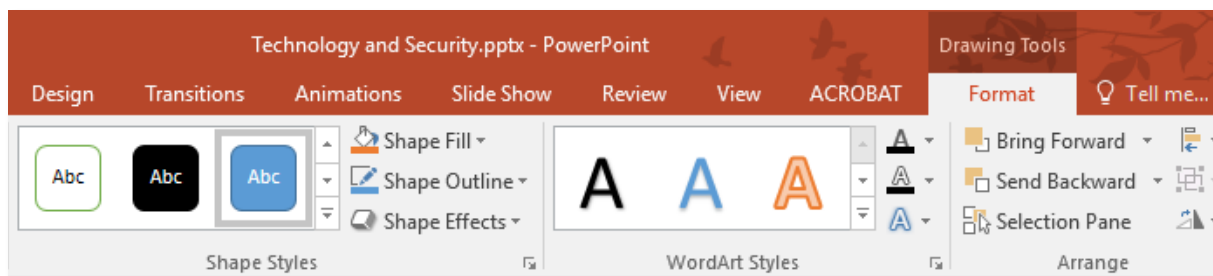 Technology and Security.pptx - PowerPoint Drawing Tools
Design Transitions Animations Slide Show Review View ACROBAT Format Tell me...
Abc Abc Abc Shape Fill A A A A Bring Forward
Shape Outline A Send Backward
Shape Effects A Selection Pane
Shape Styles WordArt Styles Arrange